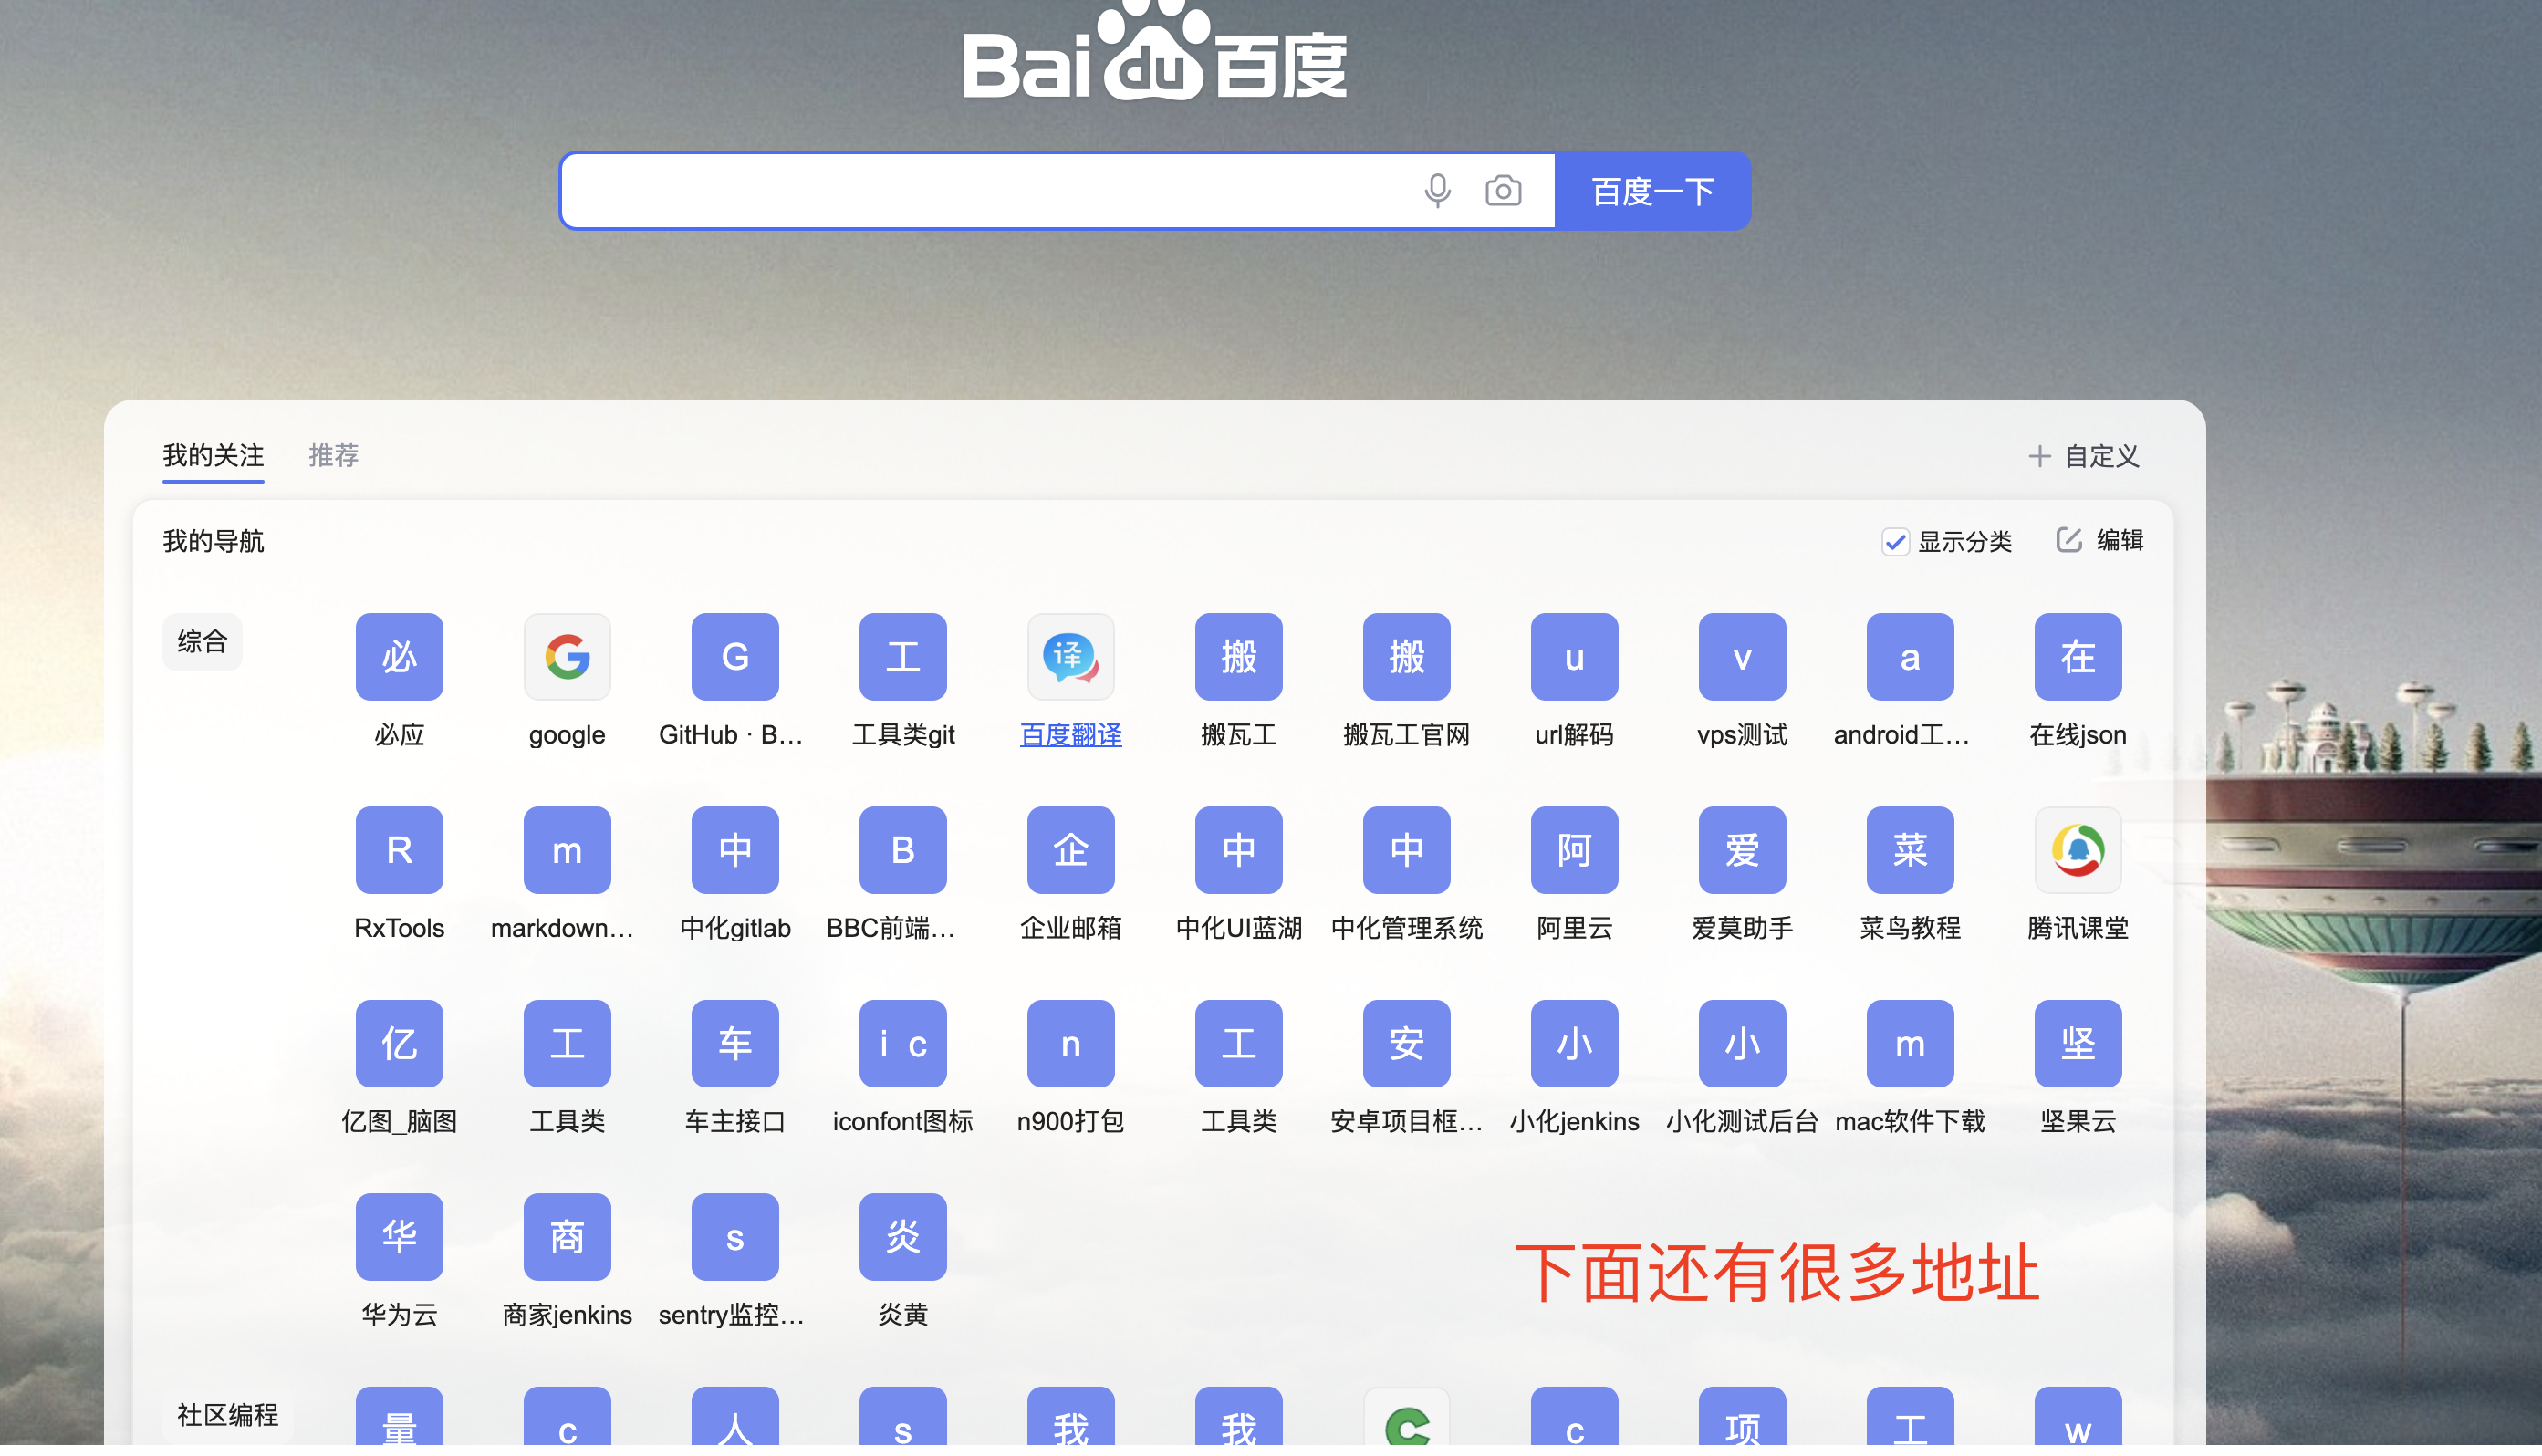 Bai du 百度
百度一下
我的关注 推荐 自定义
我的导航 显示分类 编辑
综合 必 G 工 译 搬 搬 u v a 在
必应 google GitHub · B... 工具类git 百度翻译 搬瓦工 搬瓦工官网 url解码 vps测试 android工... 在线json
R m 中 B 企 中 中 阿 爱 菜
RxTools markdown... 中化gitlab BBC前端... 企业邮箱 中化UI蓝湖 中化管理系统 阿里云 爱莫助手 菜鸟教程 腾讯课堂
亿 工 车 i c n 工 安 小 小 m 坚
亿图_脑图 工具类 车主接口 iconfont图标 n900打包 工具类 安卓项目框... 小化jenkins 小化测试后台 mac软件下载 坚果云
华 商 s 炎
华为云 商家jenkins sentry监控... 炎黄
下面还有很多地址
社区编程 量 c 人 s 我 我 C c 项 工 w